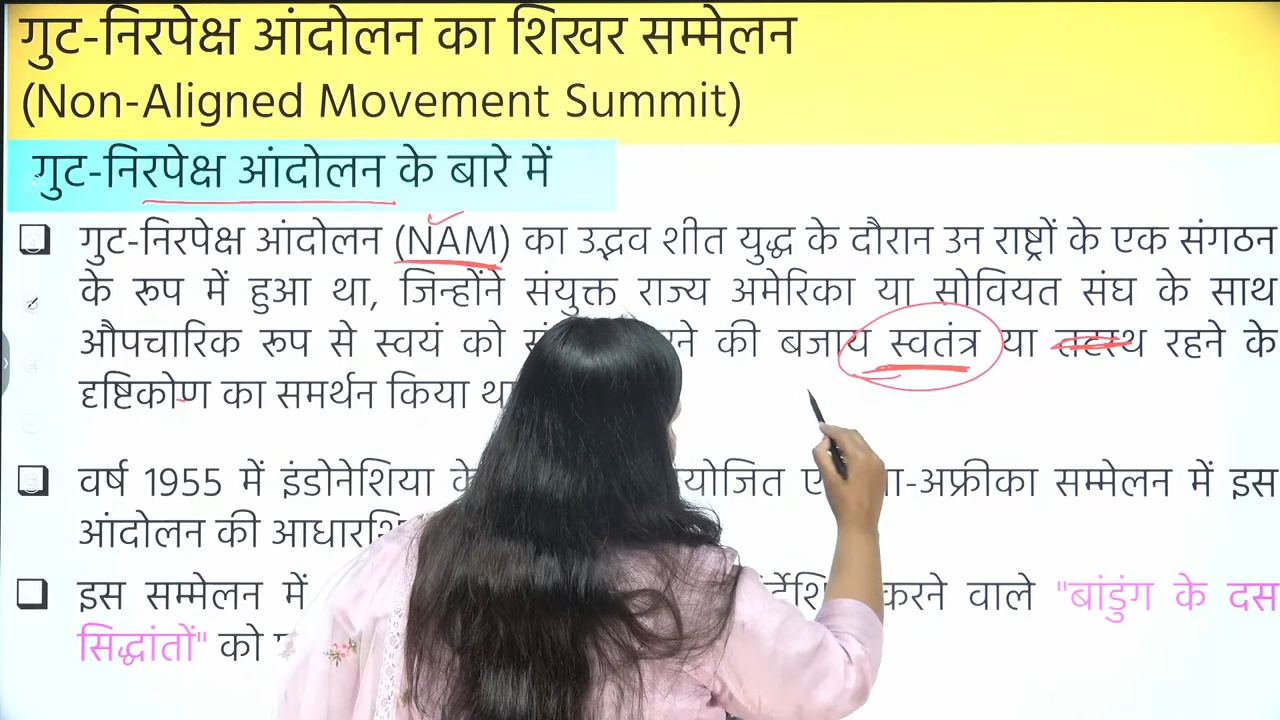 गुट-निरपेक्ष आंदोलन का शिखर सम्मेलन
(Non-Aligned Movement Summit)
गुट-निरपेक्ष आंदोलन के बारे में
गुट-निरपेक्ष आंदोलन (NAM) का उद्भव शीत युद्ध के दौरान उन राष्ट्रों के एक संगठन
के रूप में हुआ था, जिन्होंने संयुक्त राज्य अमेरिका या सोवियत संघ के साथ
औपचारिक रूप से स्वयं को की बजाय स्वतंत्र या तटस्थ रहने के
दृष्टिकोण का समर्थन किया
वर्ष 1955 में इंडोनेशिया सम्मेलन में इस
आंदोलन की
इस सम्मेलन में करने वाले "बांडुंग के दस
सिद्धांतों" को